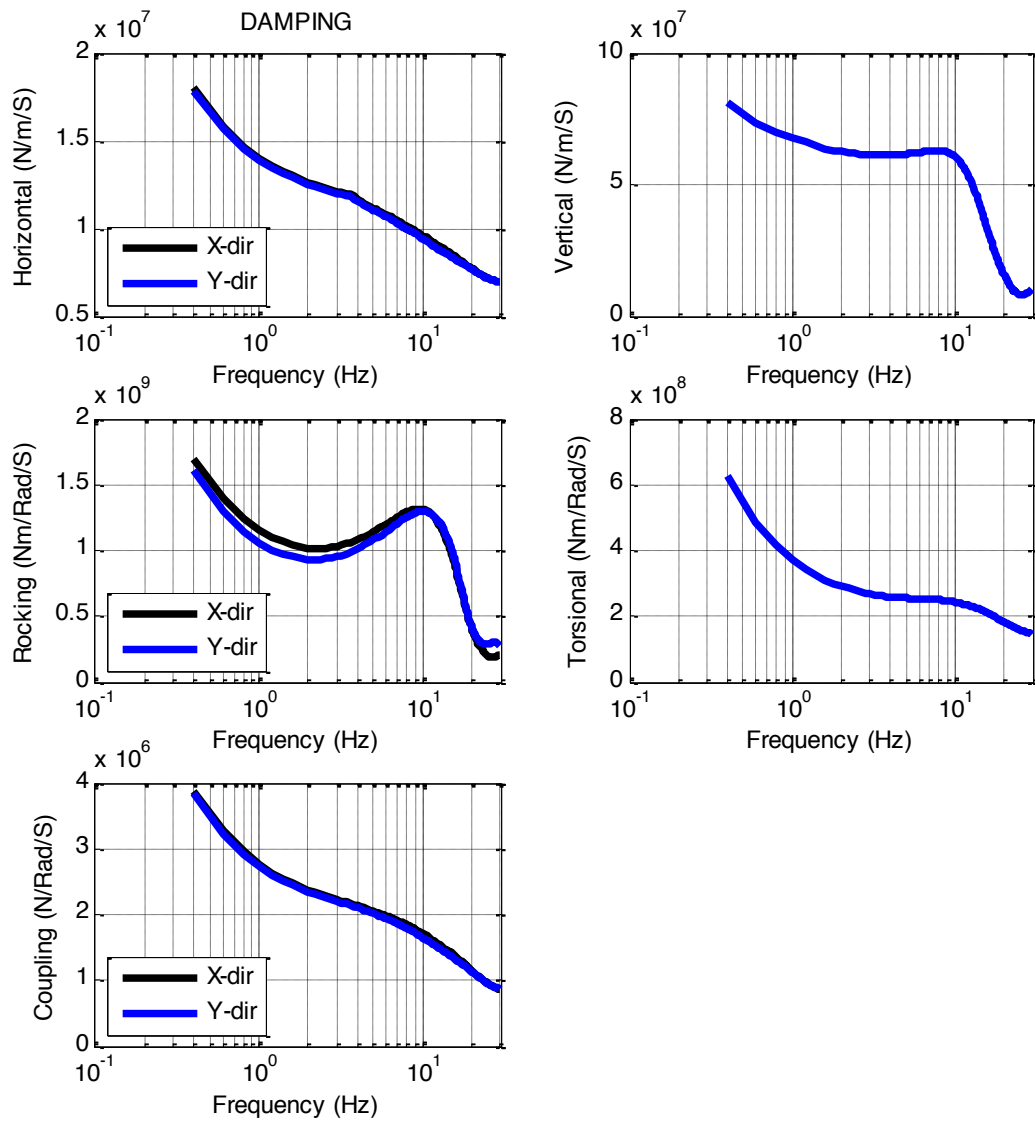 DAMPING
x 10^7
2
1.5
1
0.5
Horizontal (N/m/S)
X-dir
Y-dir
10^-1
10^0
10^1
Frequency (Hz)
x 10^7
10
5
0
Vertical (N/m/S)
10^-1
10^0
10^1
Frequency (Hz)
x 10^9
2
1.5
1
0.5
0
Rocking (Nm/Rad/S)
X-dir
Y-dir
10^-1
10^0
10^1
Frequency (Hz)
x 10^8
8
6
4
2
0
Torsional (Nm/Rad/S)
10^-1
10^0
10^1
Frequency (Hz)
x 10^6
4
3
2
1
0
Coupling (N/Rad/S)
X-dir
Y-dir
10^-1
10^0
10^1
Frequency (Hz)